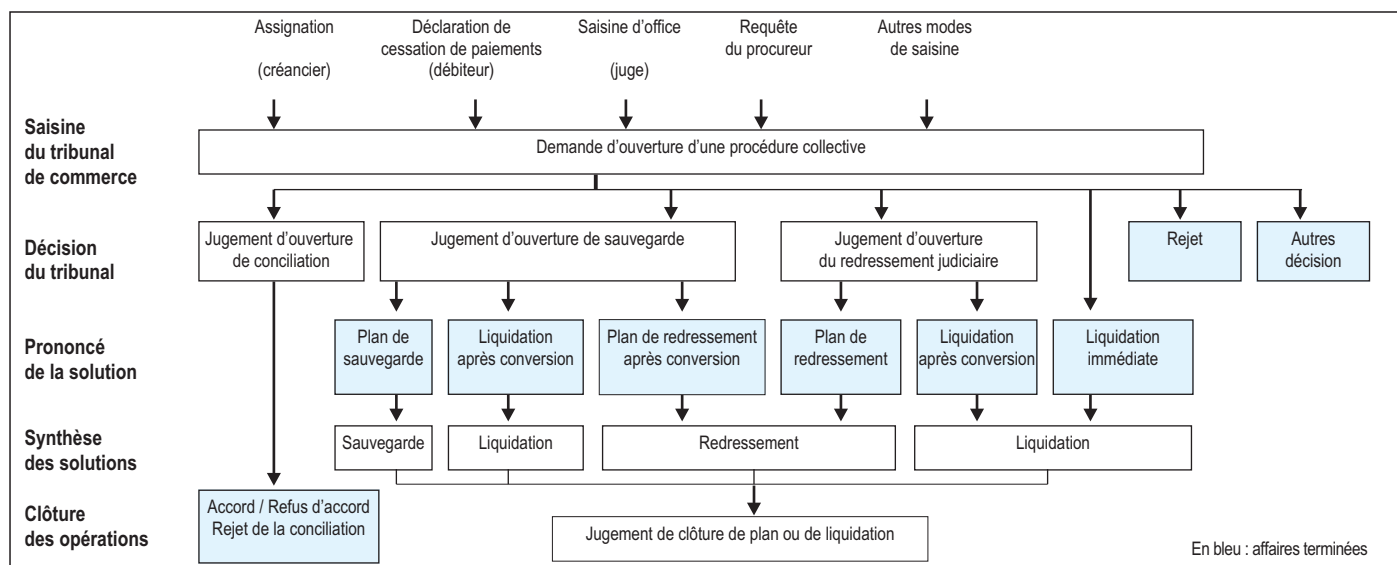 Assignation
(créancier)
Déclaration de
cessation de paiements
(débiteur)
Saisine d'office
(juge)
Requête
du procureur
Autres modes
de saisine
Saisine
du tribunal
de commerce
Demande d'ouverture d'une procédure collective
Décision
du tribunal
Jugement d'ouverture
de conciliation
Jugement d'ouverture de sauvegarde
Jugement d'ouverture
du redressement judiciaire
Rejet
Autres
décision
Prononcé
de la solution
Plan de
sauvegarde
Liquidation
après conversion
Plan de redressement
après conversion
Plan de
redressement
Liquidation
après conversion
Liquidation
immédiate
Synthèse
des solutions
Sauvegarde
Liquidation
Redressement
Liquidation
Clôture
des opérations
Accord / Refus d'accord
Rejet de la conciliation
Jugement de clôture de plan ou de liquidation
En bleu : affaires terminées